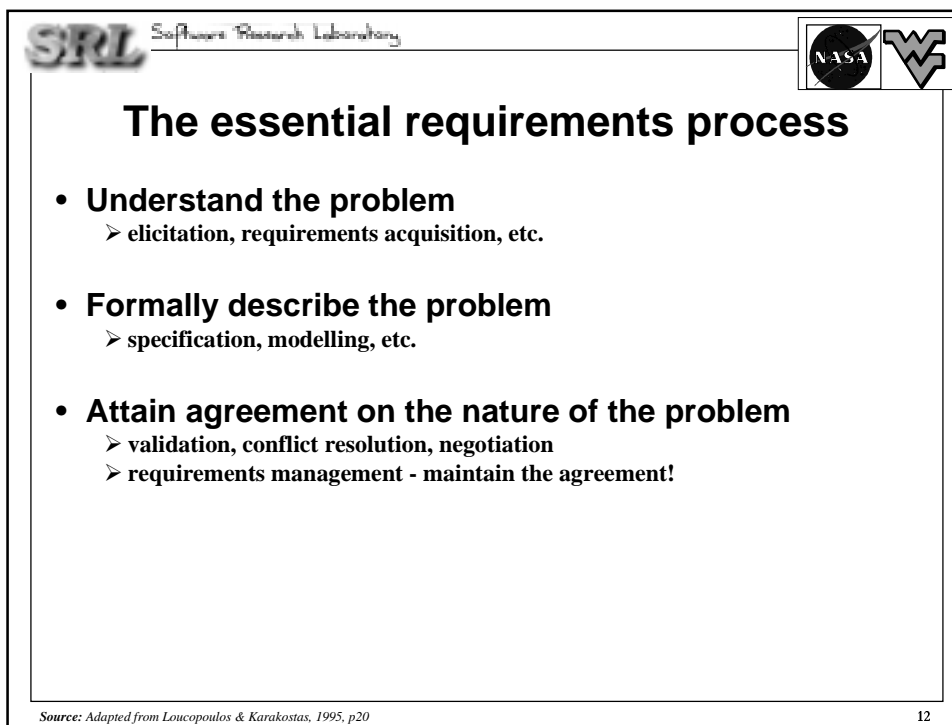 SRL Software Research Laboratory
NASA WV
The essential requirements process
• Understand the problem
➢ elicitation, requirements acquisition, etc.
• Formally describe the problem
➢ specification, modelling, etc.
• Attain agreement on the nature of the problem
➢ validation, conflict resolution, negotiation
➢ requirements management - maintain the agreement!
Source: Adapted from Loucopoulos & Karakostas, 1995, p20
12